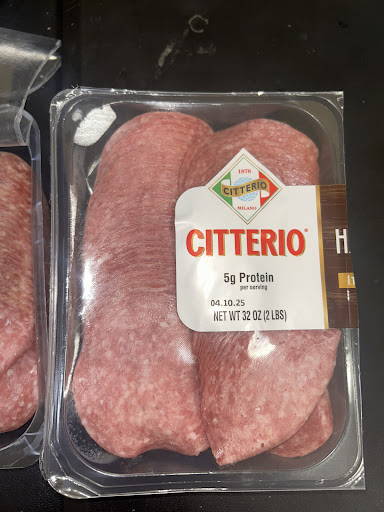 1878
CITTERIO
MILANO
CITTERIO®
5g Protein
per serving
04.10.25
NET WT 32 OZ (2 LBS)